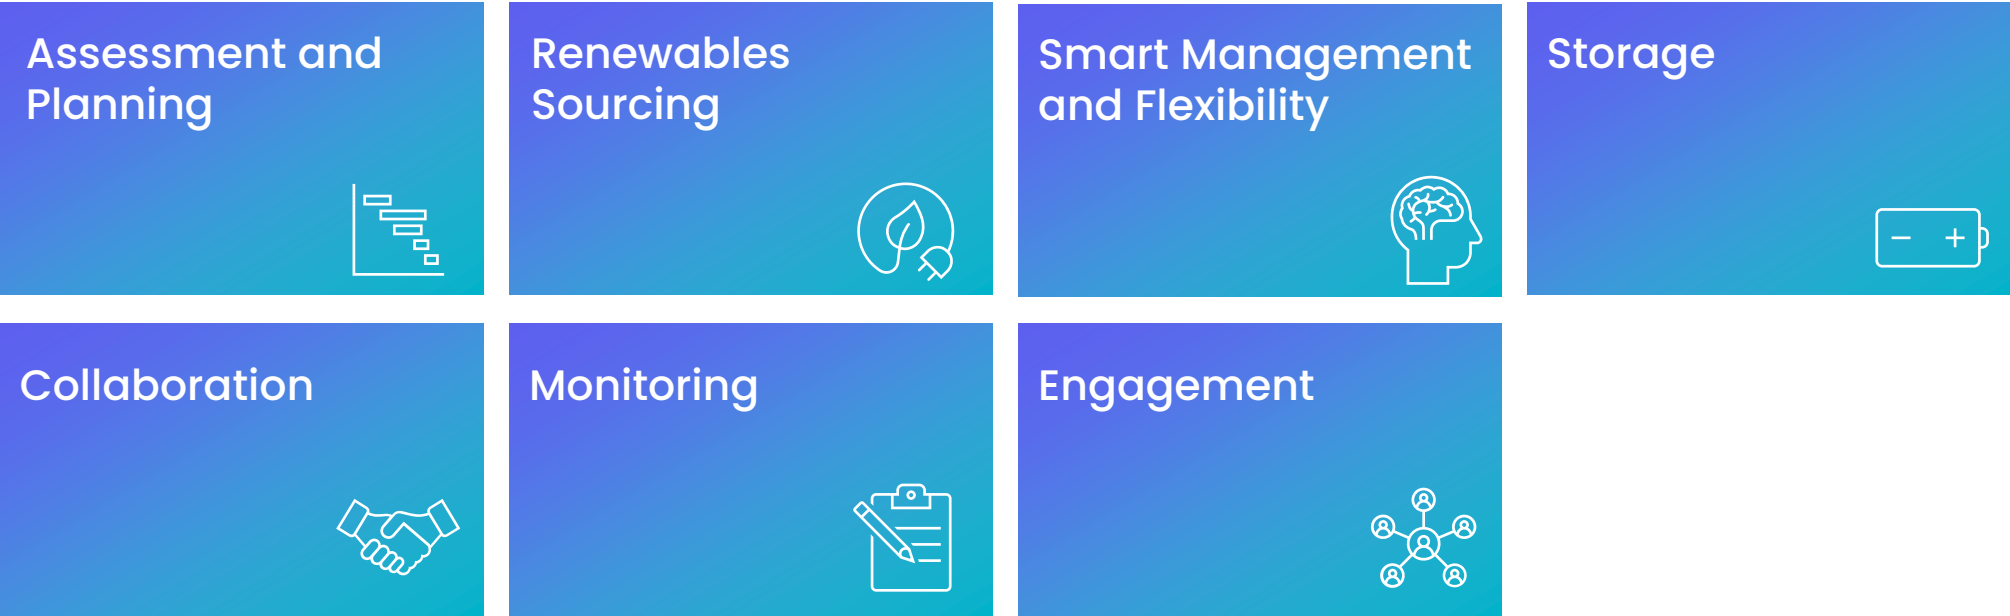 Assessment and
Planning
Renewables
Sourcing
Smart Management
and Flexibility
Storage
Collaboration
Monitoring
Engagement